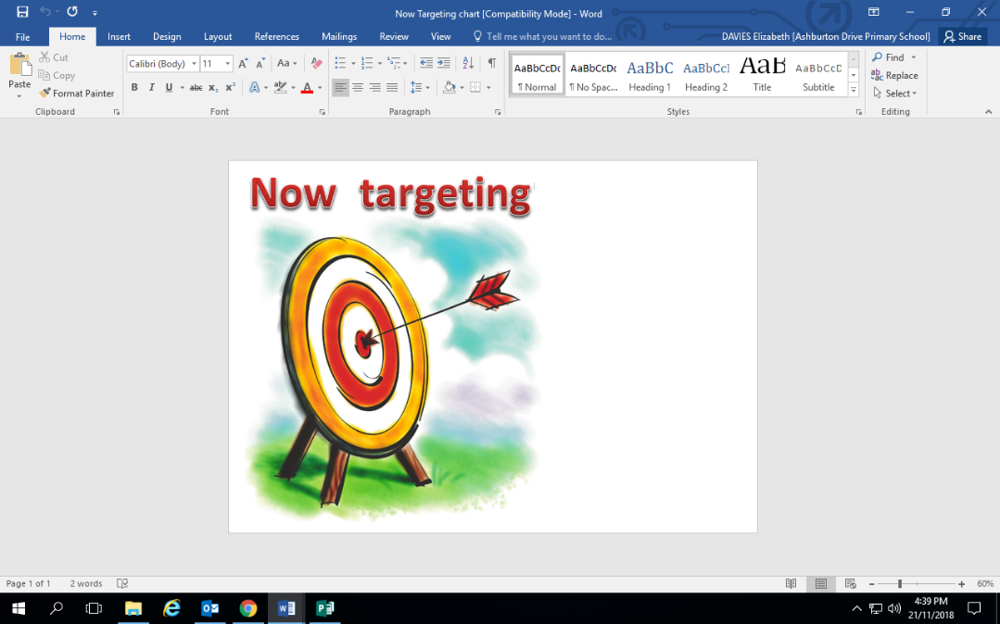 Now Targeting chart [Compatibility Mode] - Word
File Home Insert Design Layout References Mailings Review View Tell me what you want to do... DAVIES Elizabeth [Ashburton Drive Primary School] Share
Paste
Cut
Copy
Format Painter
Clipboard
Calibri (Body) 11
Font
Paragraph
AaBbCcDc AaBbCcDc AaBbC AaBbCcI AaB AaBbCcD
¶ Normal ¶ No Spac... Heading 1 Heading 2 Title Subtitle
Styles
Find
Replace
Select
Editing
Now targeting
Page 1 of 1 2 words 60%
4:39 PM
21/11/2018